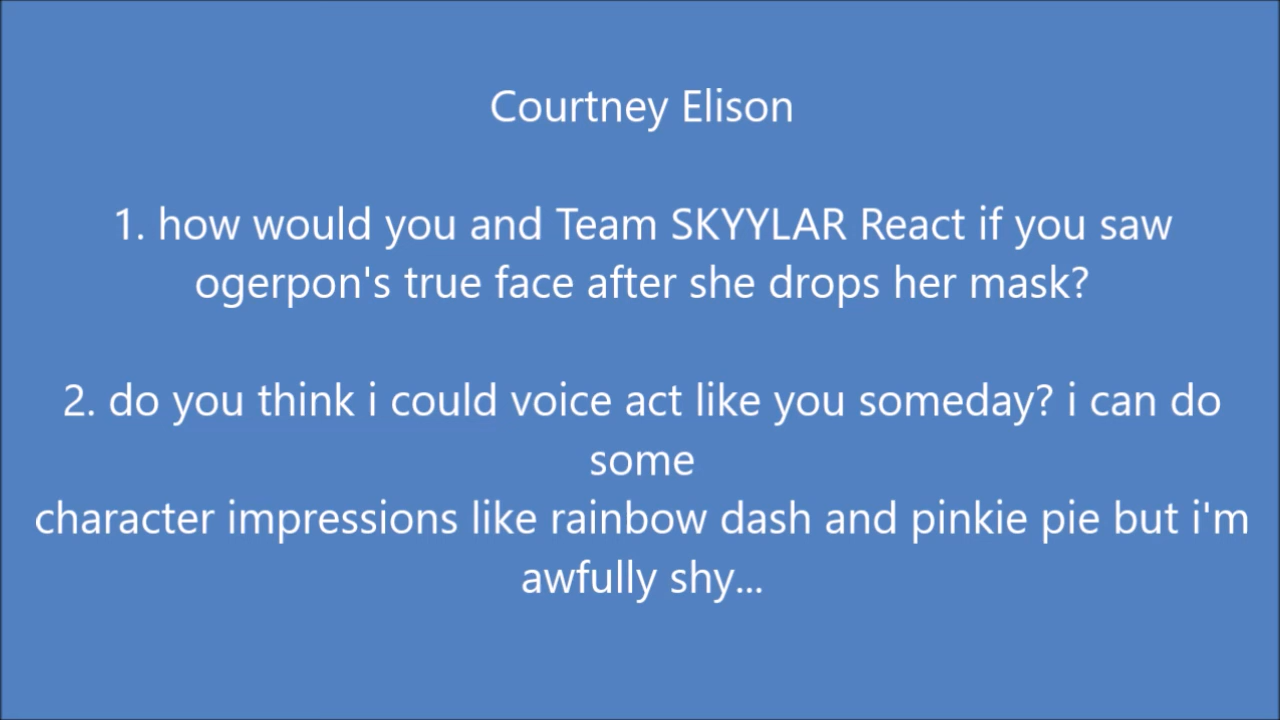 Courtney Elison
1. how would you and Team SKYYLAR React if you saw
ogerpon's true face after she drops her mask?
2. do you think i could voice act like you someday? i can do
some
character impressions like rainbow dash and pinkie pie but i'm
awfully shy...